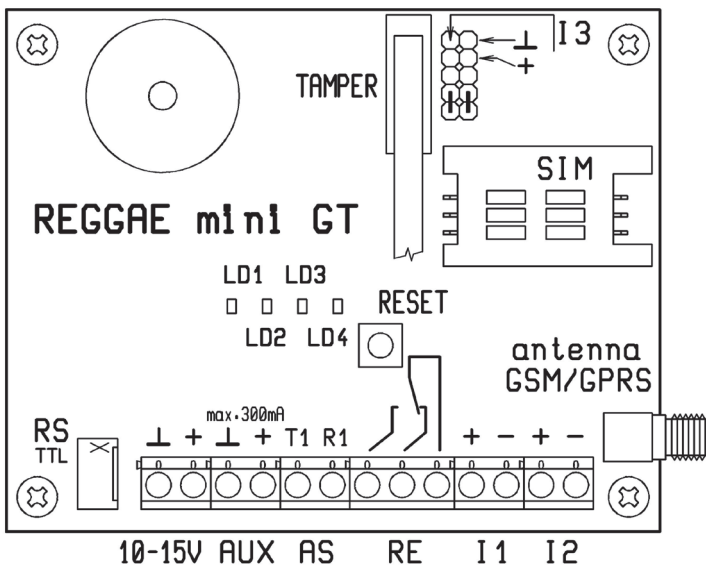 I3
⊥
+
TAMPER
SIM
REGGAE mini GT
LD1 LD3
LD2 LD4
RESET
antenna
GSM/GPRS
RS
TTL
max.300mA
⊥ + ⊥ + T1 R1 + - + -
10-15V AUX AS RE I1 I2